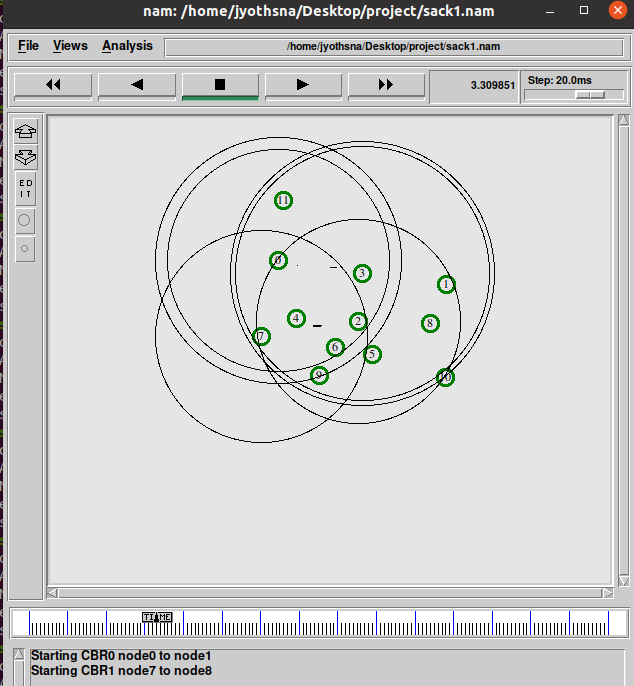 nam: /home/jyothsna/Desktop/project/sack1.nam
File Views Analysis /home/jyothsna/Desktop/project/sack1.nam
3.309851 Step: 20.0ms
ED
IT
11
0
3
1
4
2
8
7
6
5
9
10
TIME
Starting CBR0 node0 to node1
Starting CBR1 node7 to node8